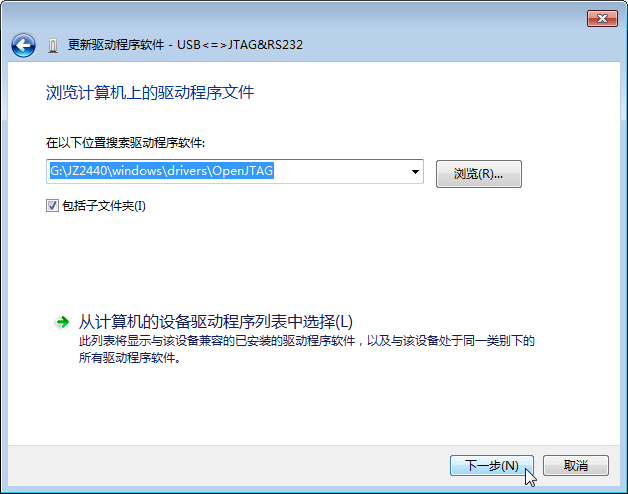 更新驱动程序软件 - USB<=>JTAG&RS232
浏览计算机上的驱动程序文件
在以下位置搜索驱动程序软件:
G:\JZ2440\windows\drivers\OpenJTAG
浏览(R)...
包括子文件夹(I)
从计算机的设备驱动程序列表中选择(L)
此列表将显示与该设备兼容的已安装的驱动程序软件，以及与该设备处于同一类别下的
所有驱动程序软件。
下一步(N)
取消